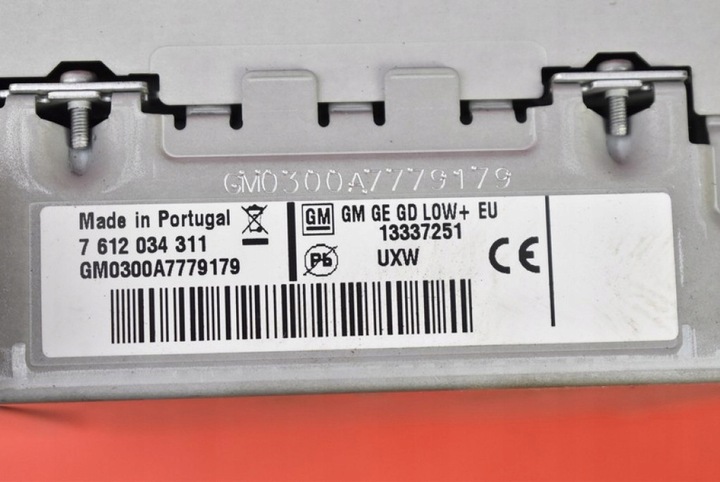 GM0300A7779179
Made in Portugal
7 612 034 311
GM0300A7779179
GM GM GE GD LOW+ EU
13337251
Pb UXW
CE